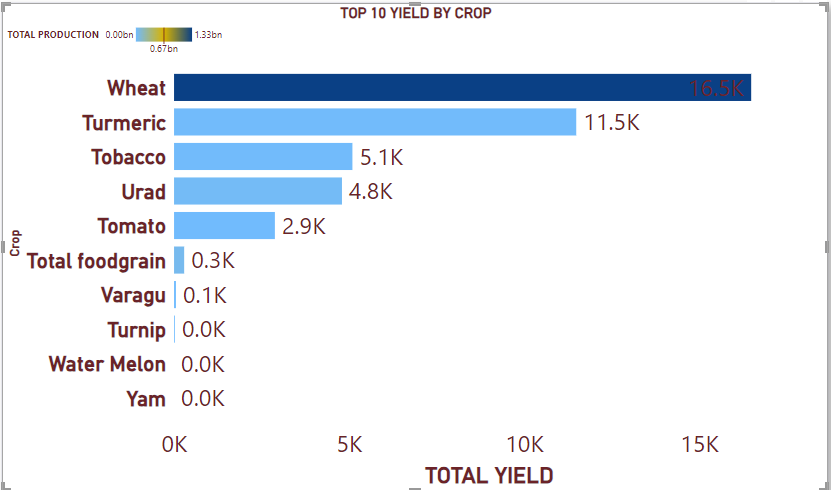 TOP 10 YIELD BY CROP
TOTAL PRODUCTION 0.00bn 1.33bn
0.67bn
Wheat 16.5K
Turmeric 11.5K
Tobacco 5.1K
Urad 4.8K
Tomato 2.9K
Crop
Total foodgrain 0.3K
Varagu 0.1K
Turnip 0.0K
Water Melon 0.0K
Yam 0.0K
0K 5K 10K 15K
TOTAL YIELD